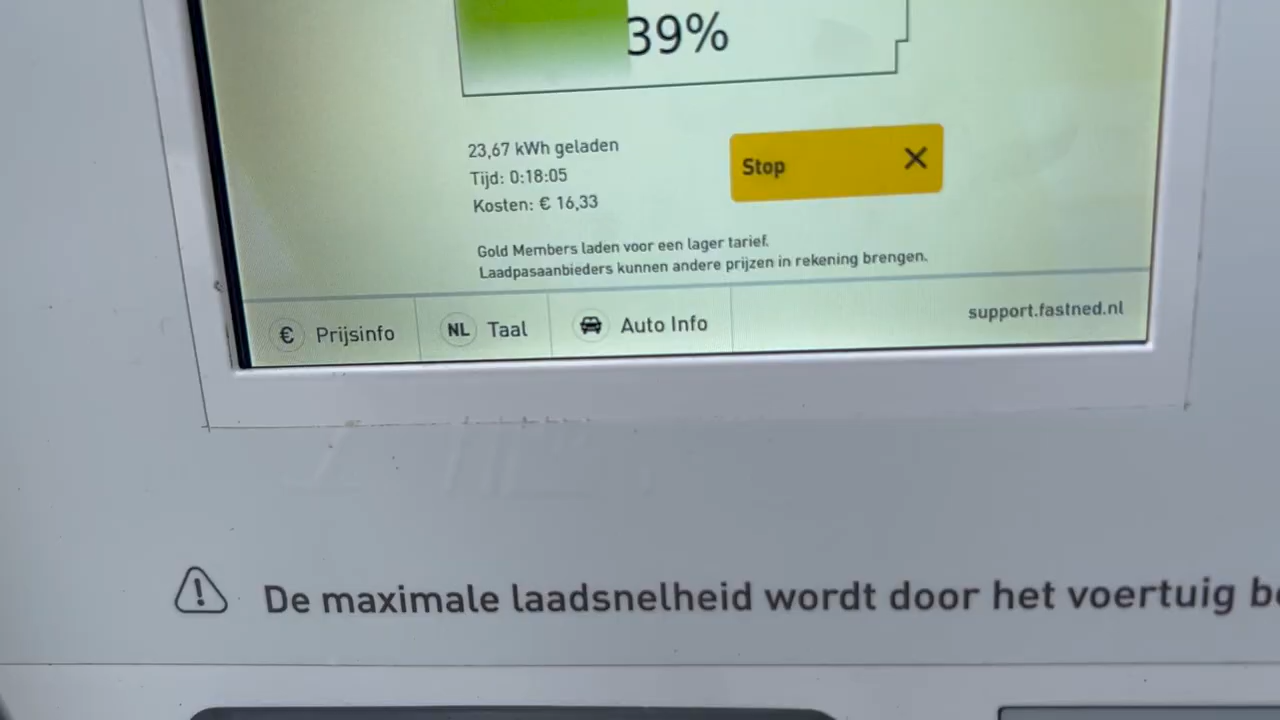 39%
23,67 kWh geladen
Tijd: 0:18:05
Kosten: € 16,33
Stop
Gold Members laden voor een lager tarief.
Laadpasaanbieders kunnen andere prijzen in rekening brengen.
€ Prijsinfo
NL Taal
Auto Info
support.fastned.nl
De maximale laadsnelheid wordt door het voertuig